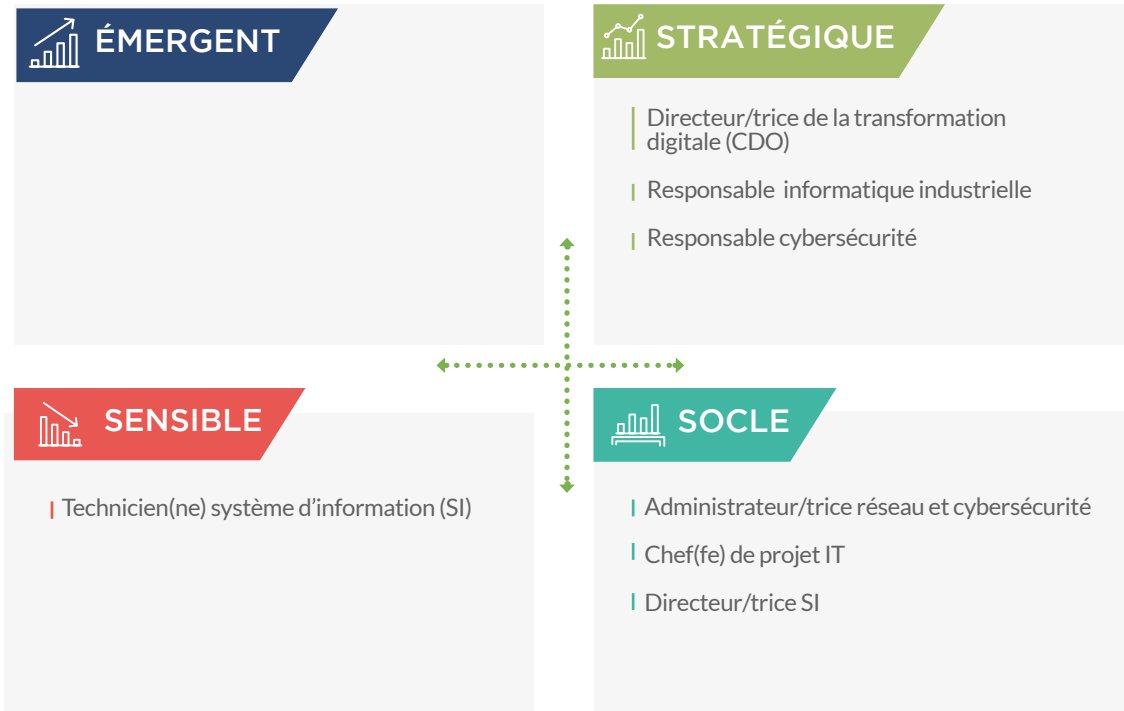 ÉMERGENT
STRATÉGIQUE
Directeur/trice de la transformation
digitale (CDO)
Responsable informatique industrielle
Responsable cybersécurité
SENSIBLE
Technicien(ne) système d’information (SI)
SOCLE
Administrateur/trice réseau et cybersécurité
Chef(fe) de projet IT
Directeur/trice SI